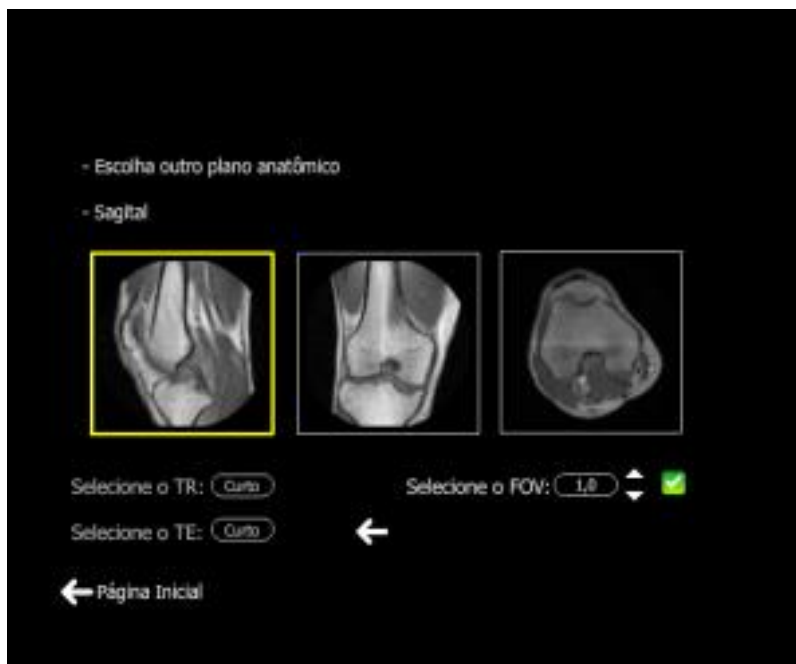 - Escolha outro plano anatômico
- Sagital
Selecione o TR: Curto
Selecione o FOV: 1,0
Selecione o TE: Curto
Página Inicial